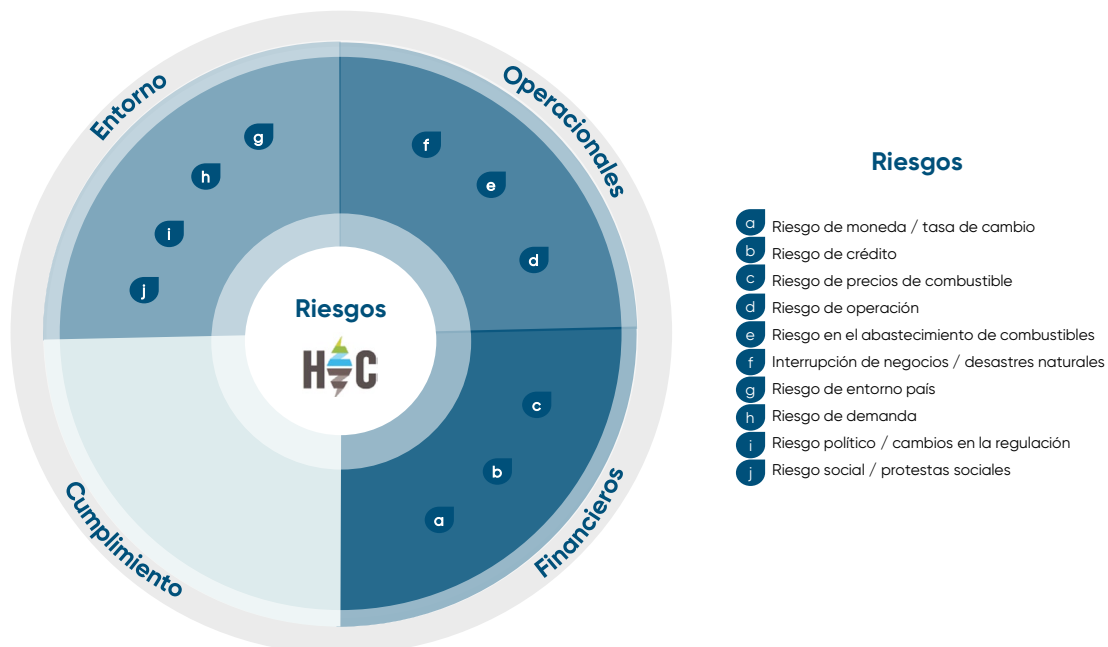 Entorno
Operacionales
g
f
h
e
i
d
j
Riesgos
H C
c
b
a
Cumplimiento
Financieros
Riesgos
a Riesgo de moneda / tasa de cambio
b Riesgo de crédito
c Riesgo de precios de combustible
d Riesgo de operación
e Riesgo en el abastecimiento de combustibles
f Interrupción de negocios / desastres naturales
g Riesgo de entorno país
h Riesgo de demanda
i Riesgo político / cambios en la regulación
j Riesgo social / protestas sociales